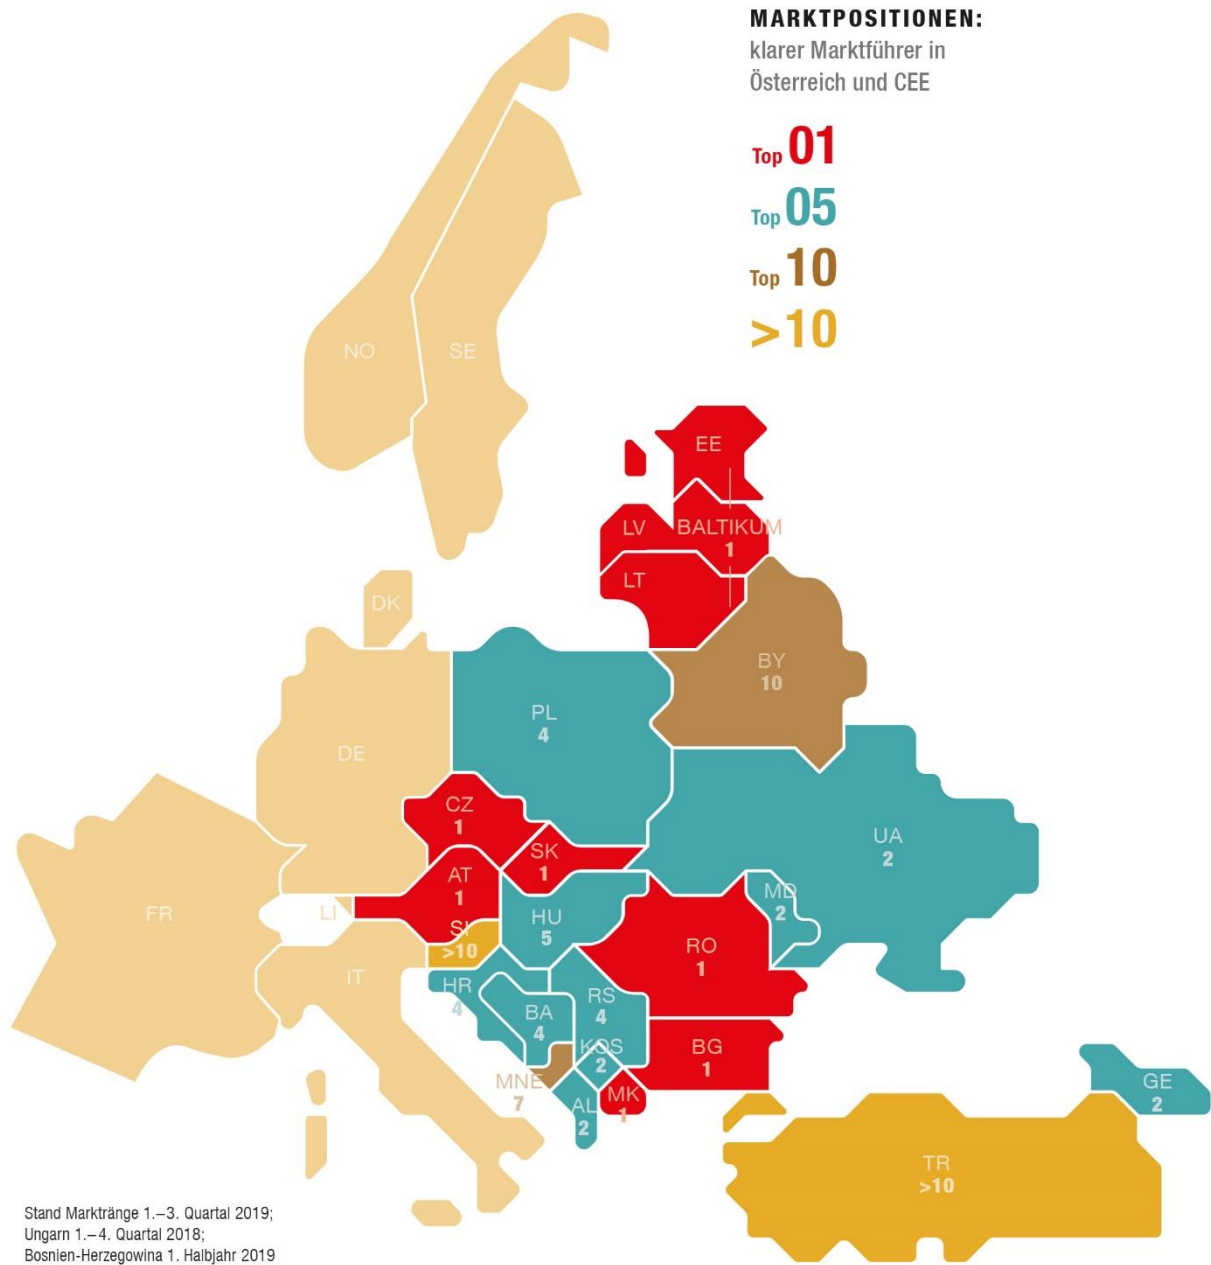 MARKTPOSITIONEN:
klarer Marktführer in
Österreich und CEE
Top 01
Top 05
Top 10
>10
NO
SE
EE
LV
BALTIKUM
1
LT
DK
BY
10
PL
4
DE
CZ
1
UA
2
SK
1
AT
1
MD
2
FR
LI
HU
5
SI
>10
RO
1
IT
HR
4
RS
4
BA
4
KOS
2
BG
1
MNE
7
GE
2
MK
1
AL
2
TR
>10
Stand Marktränge 1.–3. Quartal 2019;
Ungarn 1.–4. Quartal 2018;
Bosnien-Herzegowina 1. Halbjahr 2019